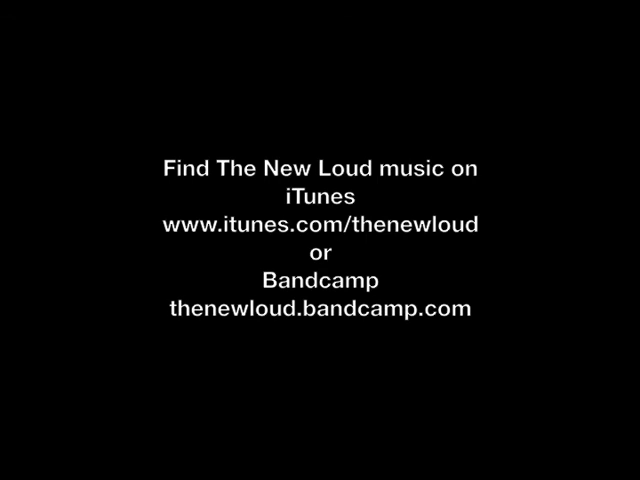 Find The New Loud music on
iTunes
www.itunes.com/thenewloud
or
Bandcamp
thenewloud.bandcamp.com